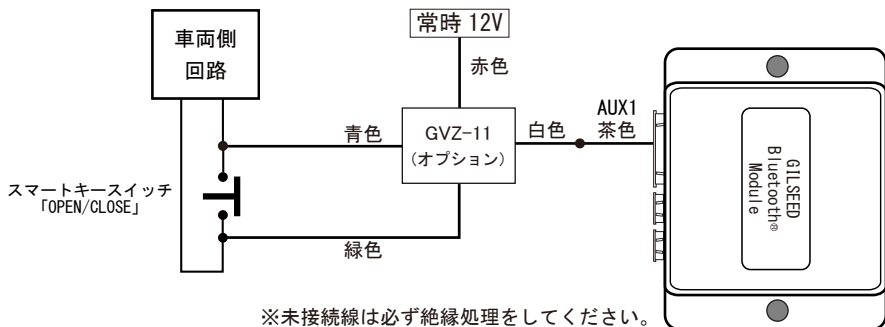 車両側
回路
常時 12V
赤色
青色
GVZ-11
(オプション)
白色
AUX1
茶色
スマートキースイッチ
「OPEN/CLOSE」
緑色
GILSEED
Bluetooth®
Module
※未接続線は必ず絶縁処理をしてください。